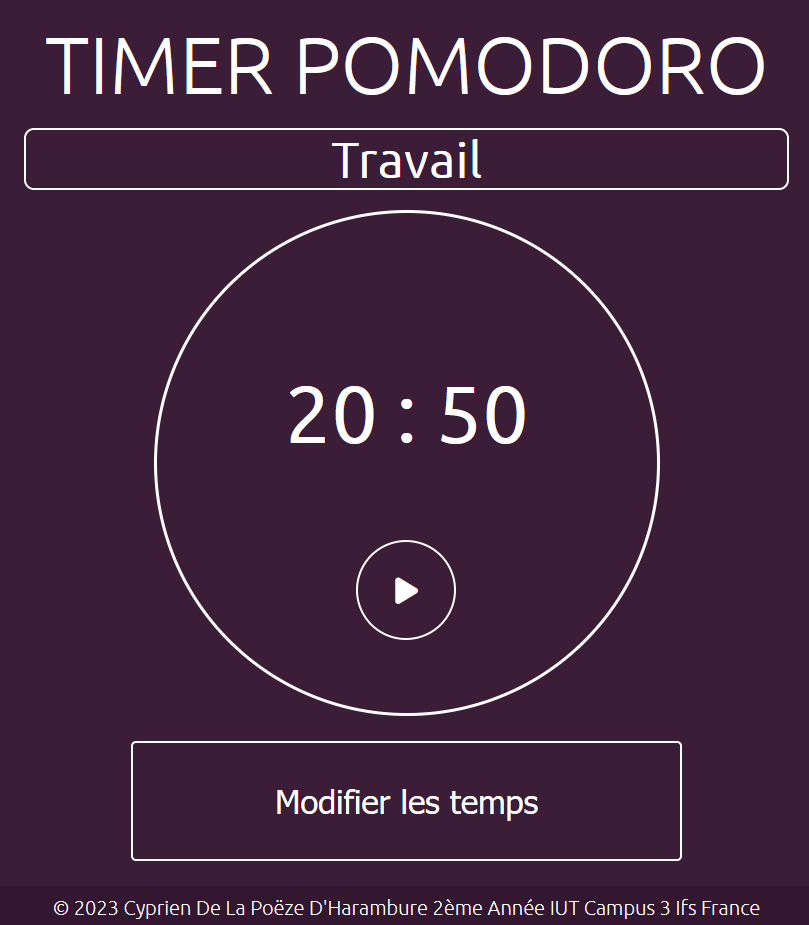 TIMER POMODORO
Travail
20 : 50
Modifier les temps
© 2023 Cyprien De La Poëze D'Harambure 2ème Année IUT Campus 3 Ifs France